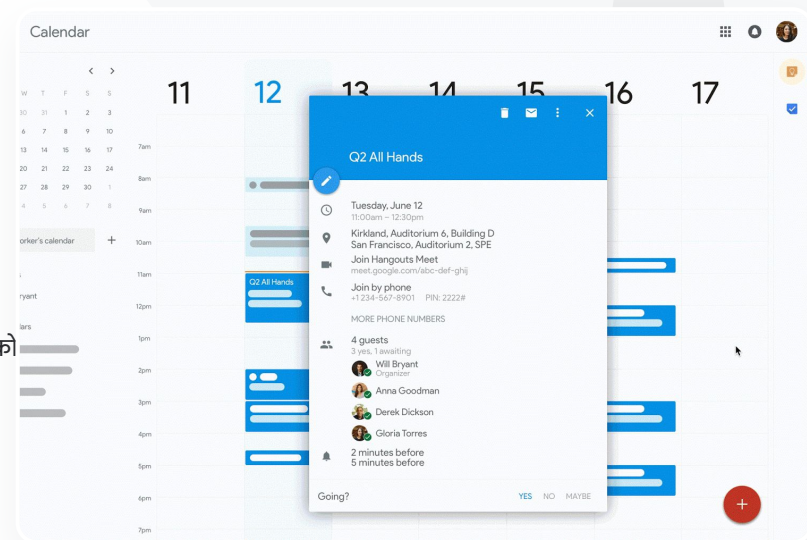 Calendar
11
12
13
14
15
16
17
W T F S S
30 31 1 2 3
6 7 8 9 10
13 14 15 16 17
20 21 22 23 24
27 28 29 30 1
4 5 6 7 8
orker's calendar
ryant
lars
को
7am
8am
9am
10am
11am
12pm
1pm
2pm
3pm
4pm
5pm
6pm
7pm
Q2 All Hands
Q2 All Hands
Tuesday, June 12
11:00am – 12:30pm
Kirkland, Auditorium 6, Building D
San Francisco, Auditorium 2, SPE
Join Hangouts Meet
meet.google.com/abc-def-ghij
Join by phone
+1 234-567-8901 PIN: 2222#
MORE PHONE NUMBERS
4 guests
3 yes, 1 awaiting
Will Bryant
Organizer
Anna Goodman
Derek Dickson
Gloria Torres
2 minutes before
5 minutes before
Going?
YES NO MAYBE